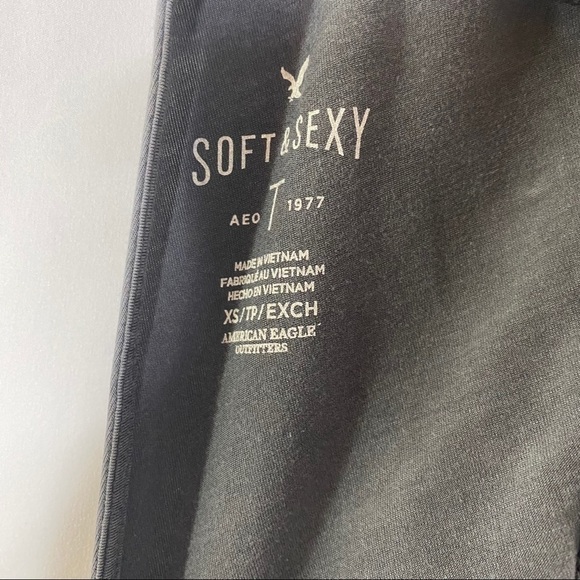 SOFT & SEXY
AEO T 1977
MADE IN VIETNAM
FABRIQUÉ AU VIETNAM
HECHO EN VIETNAM
XS/TP/EXCH
AMERICAN EAGLE
OUTFITTERS